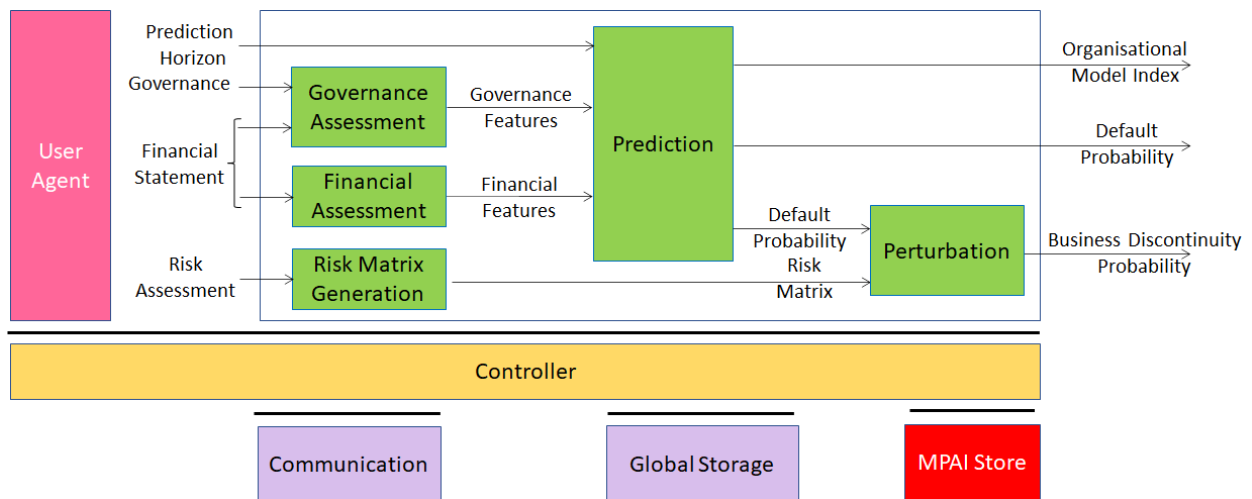 User
Agent
Prediction
Horizon
Governance
Financial
Statement
Risk
Assessment
Governance
Assessment
Financial
Assessment
Risk Matrix
Generation
Governance
Features
Financial
Features
Prediction
Default
Probability
Risk
Matrix
Perturbation
Organisational
Model Index
Default
Probability
Business Discontinuity
Probability
Controller
Communication
Global Storage
MPAI Store